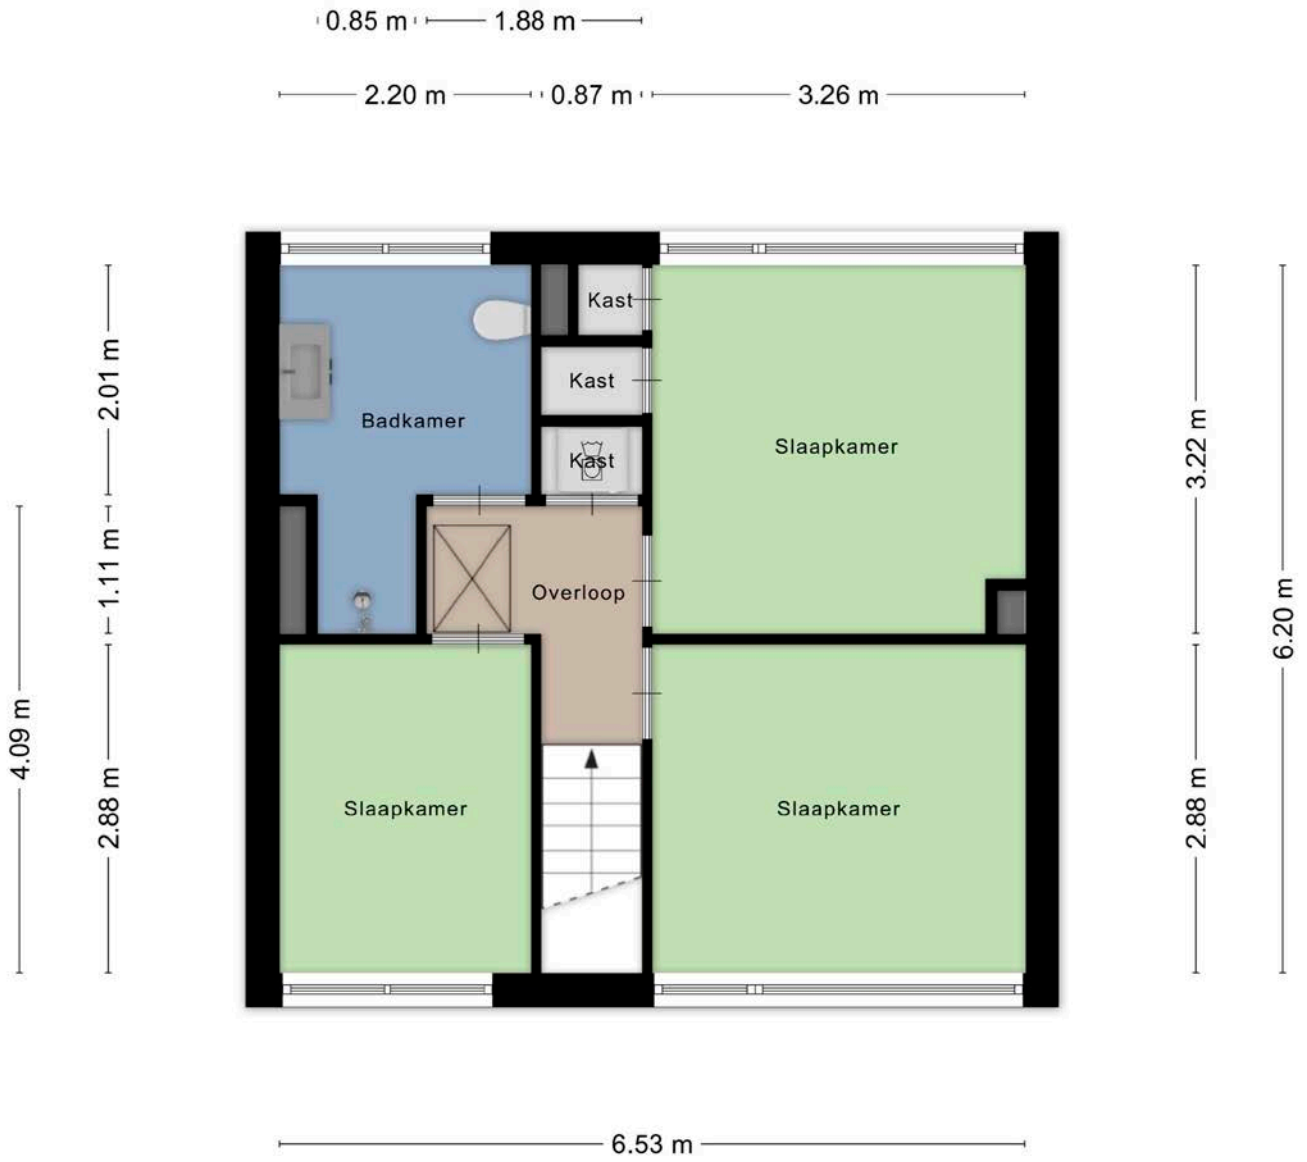 0.85 m 1.88 m
2.20 m 0.87 m 3.26 m
Kast
Kast
Kast
Badkamer
Slaapkamer
Overloop
Slaapkamer
Slaapkamer
2.01 m
1.11 m
4.09 m
2.88 m
3.22 m
6.20 m
2.88 m
6.53 m